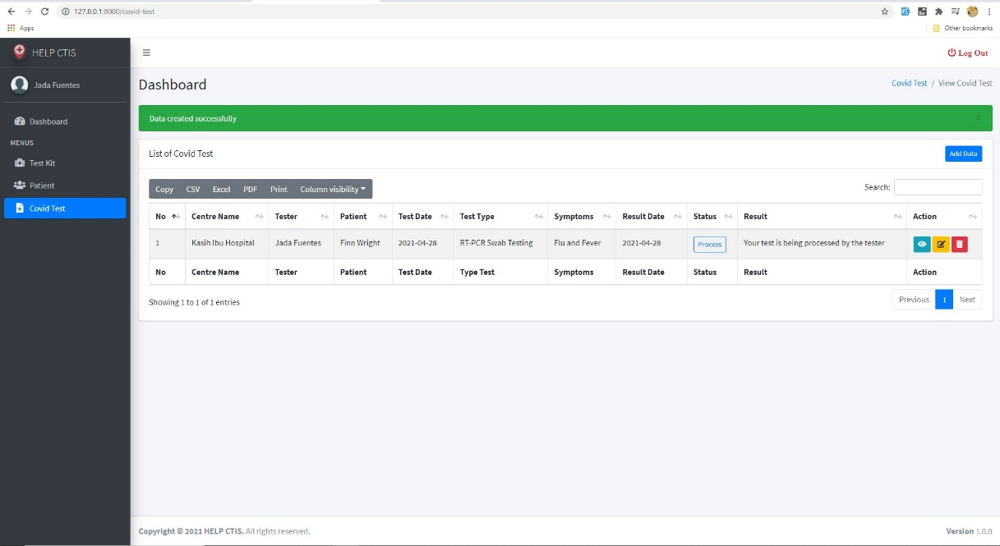 127.0.0.1:8000/covid-test
Apps
Other bookmarks
HELP CTIS
Log Out
Jada Fuentes
Dashboard
MENUS
Test Kit
Patient
Covid Test
Dashboard
Covid Test / View Covid Test
Data created successfully ×
List of Covid Test
Add Data
Copy CSV Excel PDF Print Column visibility
Search:
No Centre Name Tester Patient Test Date Test Type Symptoms Result Date Status Result Action
1 Kasih Ibu Hospital Jada Fuentes Finn Wright 2021-04-28 RT-PCR Swab Testing Flu and Fever 2021-04-28 Process Your test is being processed by the tester
No Centre Name Tester Patient Test Date Type Test Symptoms Result Date Status Result Action
Showing 1 to 1 of 1 entries
Previous 1 Next
Copyright © 2021 HELP CTIS. All rights reserved.
Version 1.0.0